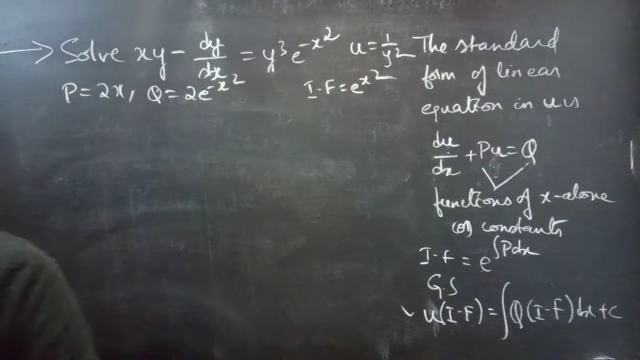 → Solve xy - dy/dx = y³e^-x² u = 1/y²
P = 2x, Q = 2e^-x² I·F = e^x²
The standard
form of linear
equation in u is
du/dx + Pu = Q
functions of x-alone
(or) constants
I·F = e^∫Pdx
G.S
u(I·F) = ∫Q(I·F)dx + c